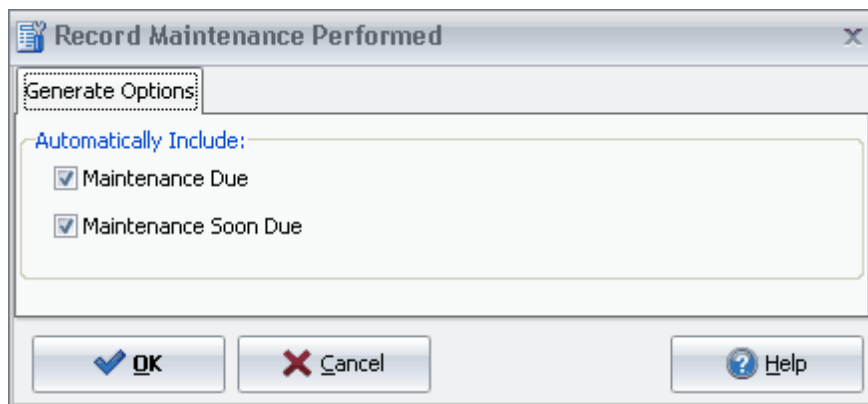 Record Maintenance Performed
Generate Options
Automatically Include:
Maintenance Due
Maintenance Soon Due
OK
Cancel
Help